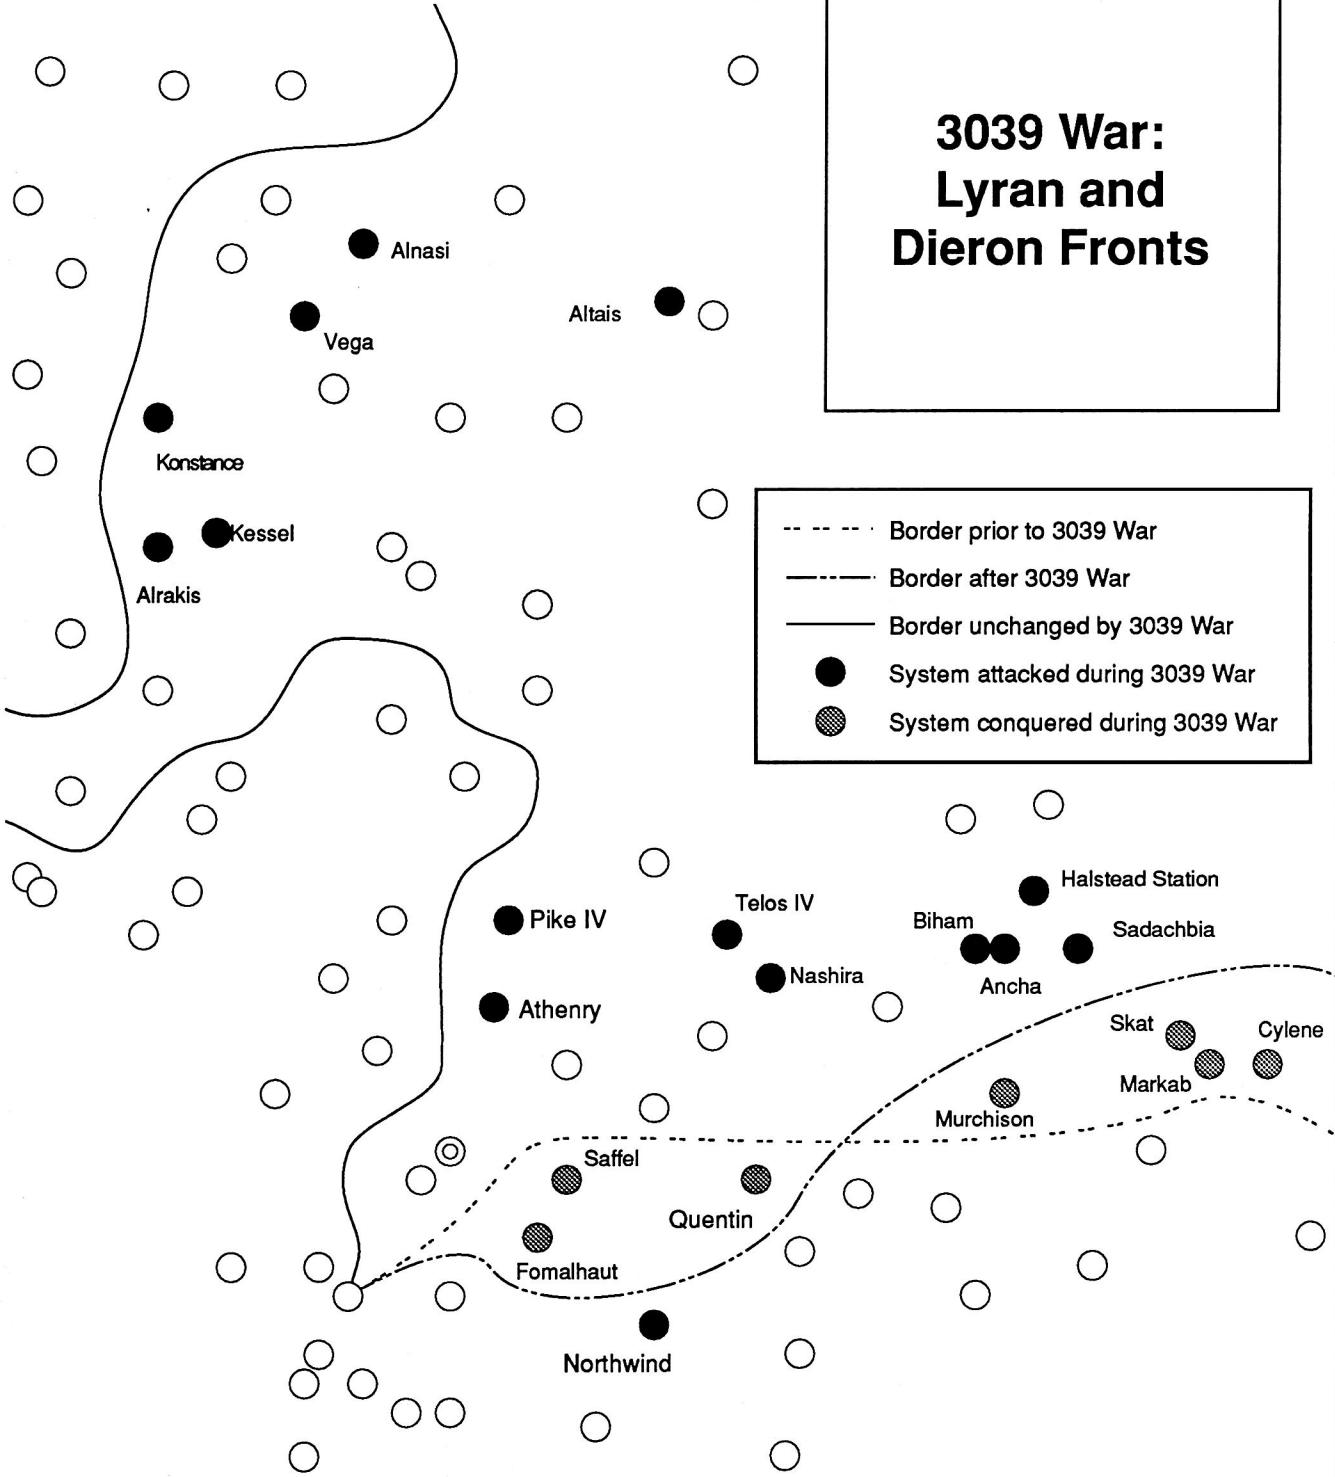 3039 War:
Lyran and
Dieron Fronts
Alnasi
Altais
Vega
Konstance
Kessel
Alrakis
Border prior to 3039 War
Border after 3039 War
Border unchanged by 3039 War
System attacked during 3039 War
System conquered during 3039 War
Halstead Station
Telos IV
Pike IV
Biham
Sadachbia
Nashira
Ancha
Athenry
Skat
Cylene
Markab
Murchison
Saffel
Quentin
Fomalhaut
Northwind